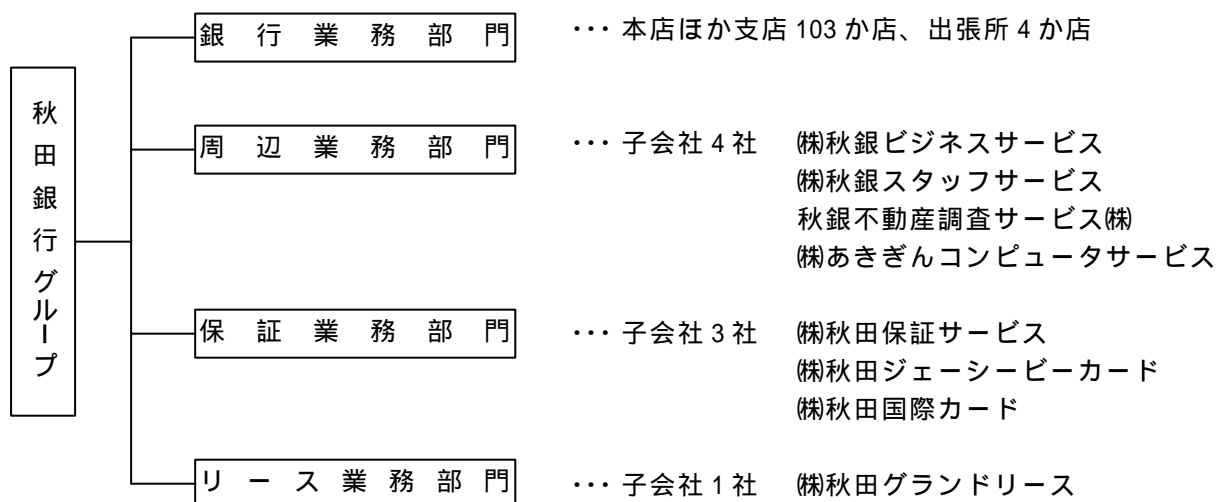 秋田銀行グループ
銀行業務部門 ･･･ 本店ほか支店 103 か店、出張所 4 か店
周辺業務部門 ･･･ 子会社 4 社 ㈱秋銀ビジネスサービス
㈱秋銀スタッフサービス
秋銀不動産調査サービス㈱
㈱あきぎんコンピュータサービス
保証業務部門 ･･･ 子会社 3 社 ㈱秋田保証サービス
㈱秋田ジェーシービーカード
㈱秋田国際カード
リース業務部門 ･･･ 子会社 1 社 ㈱秋田グランドリース